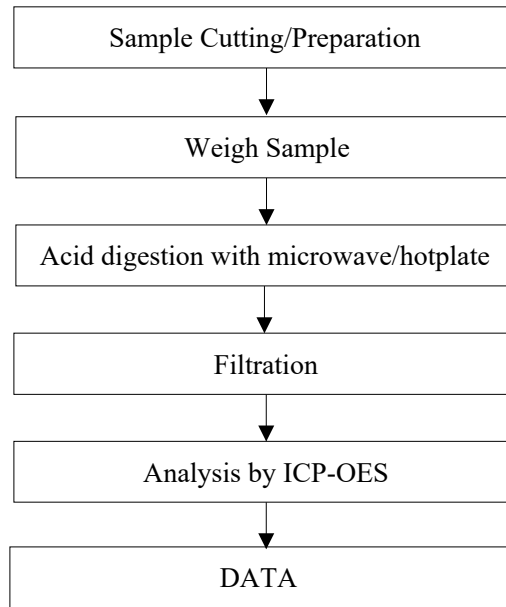 Sample Cutting/Preparation
Weigh Sample
Acid digestion with microwave/hotplate
Filtration
Analysis by ICP-OES
DATA